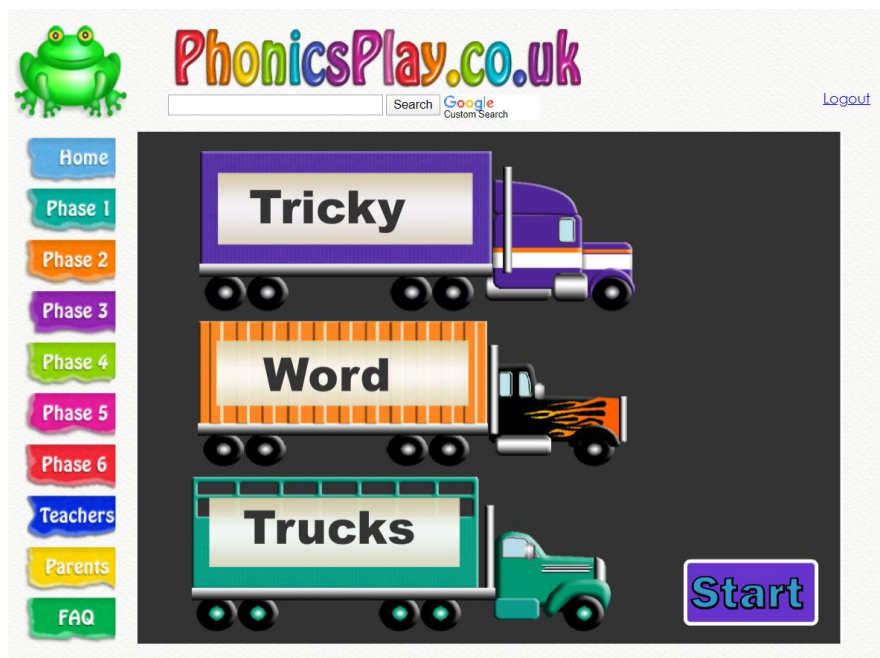 PhonicsPlay.co.uk
Search Google
Custom Search
Logout
Home
Phase 1
Phase 2
Phase 3
Phase 4
Phase 5
Phase 6
Teachers
Parents
FAQ
Tricky
Word
Trucks
Start